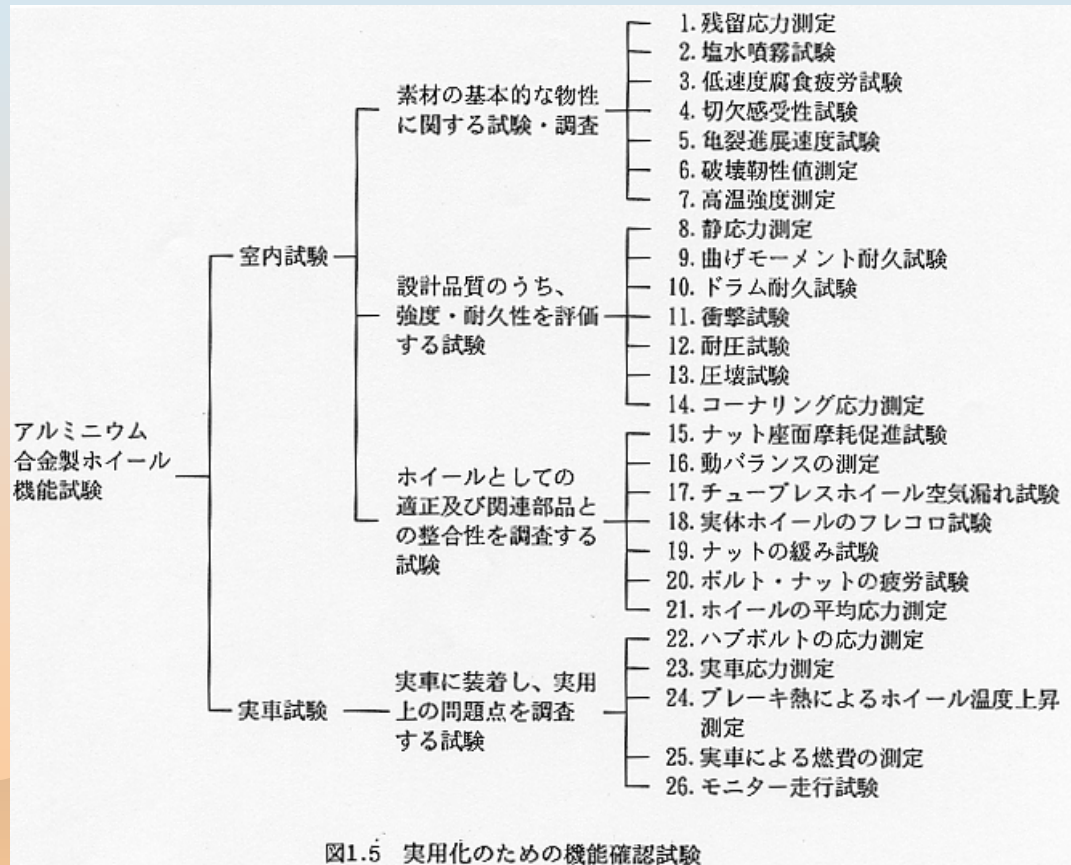 アルミニウム
合金製ホイール
機能試験
室内試験
素材の基本的な物性
に関する試験・調査
1. 残留応力測定
2. 塩水噴霧試験
3. 低速度腐食疲労試験
4. 切欠感受性試験
5. 亀裂進展速度試験
6. 破壊靭性値測定
7. 高温強度測定
設計品質のうち、
強度・耐久性を評価
する試験
8. 静応力測定
9. 曲げモーメント耐久試験
10. ドラム耐久試験
11. 衝撃試験
12. 耐圧試験
13. 圧壊試験
14. コーナリング応力測定
ホイールとしての
適正及び関連部品と
の整合性を調査する
試験
15. ナット座面摩耗促進試験
16. 動バランスの測定
17. チューブレスホイール空気漏れ試験
18. 実休ホイールのフレコロ試験
19. ナットの緩み試験
20. ボルト・ナットの疲労試験
21. ホイールの平均応力測定
実車試験
実車に装着し、実用
上の問題点を調査
する試験
22. ハブボルトの応力測定
23. 実車応力測定
24. ブレーキ熱によるホイール温度上昇
測定
25. 実車による燃費の測定
26. モニター走行試験
図1.5 実用化のための機能確認試験